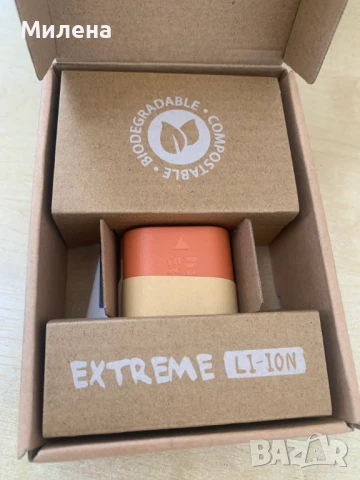 Милена
BIODEGRADABLE • COMPOSTABLE •
EXTREME LI-ION
BAZAR